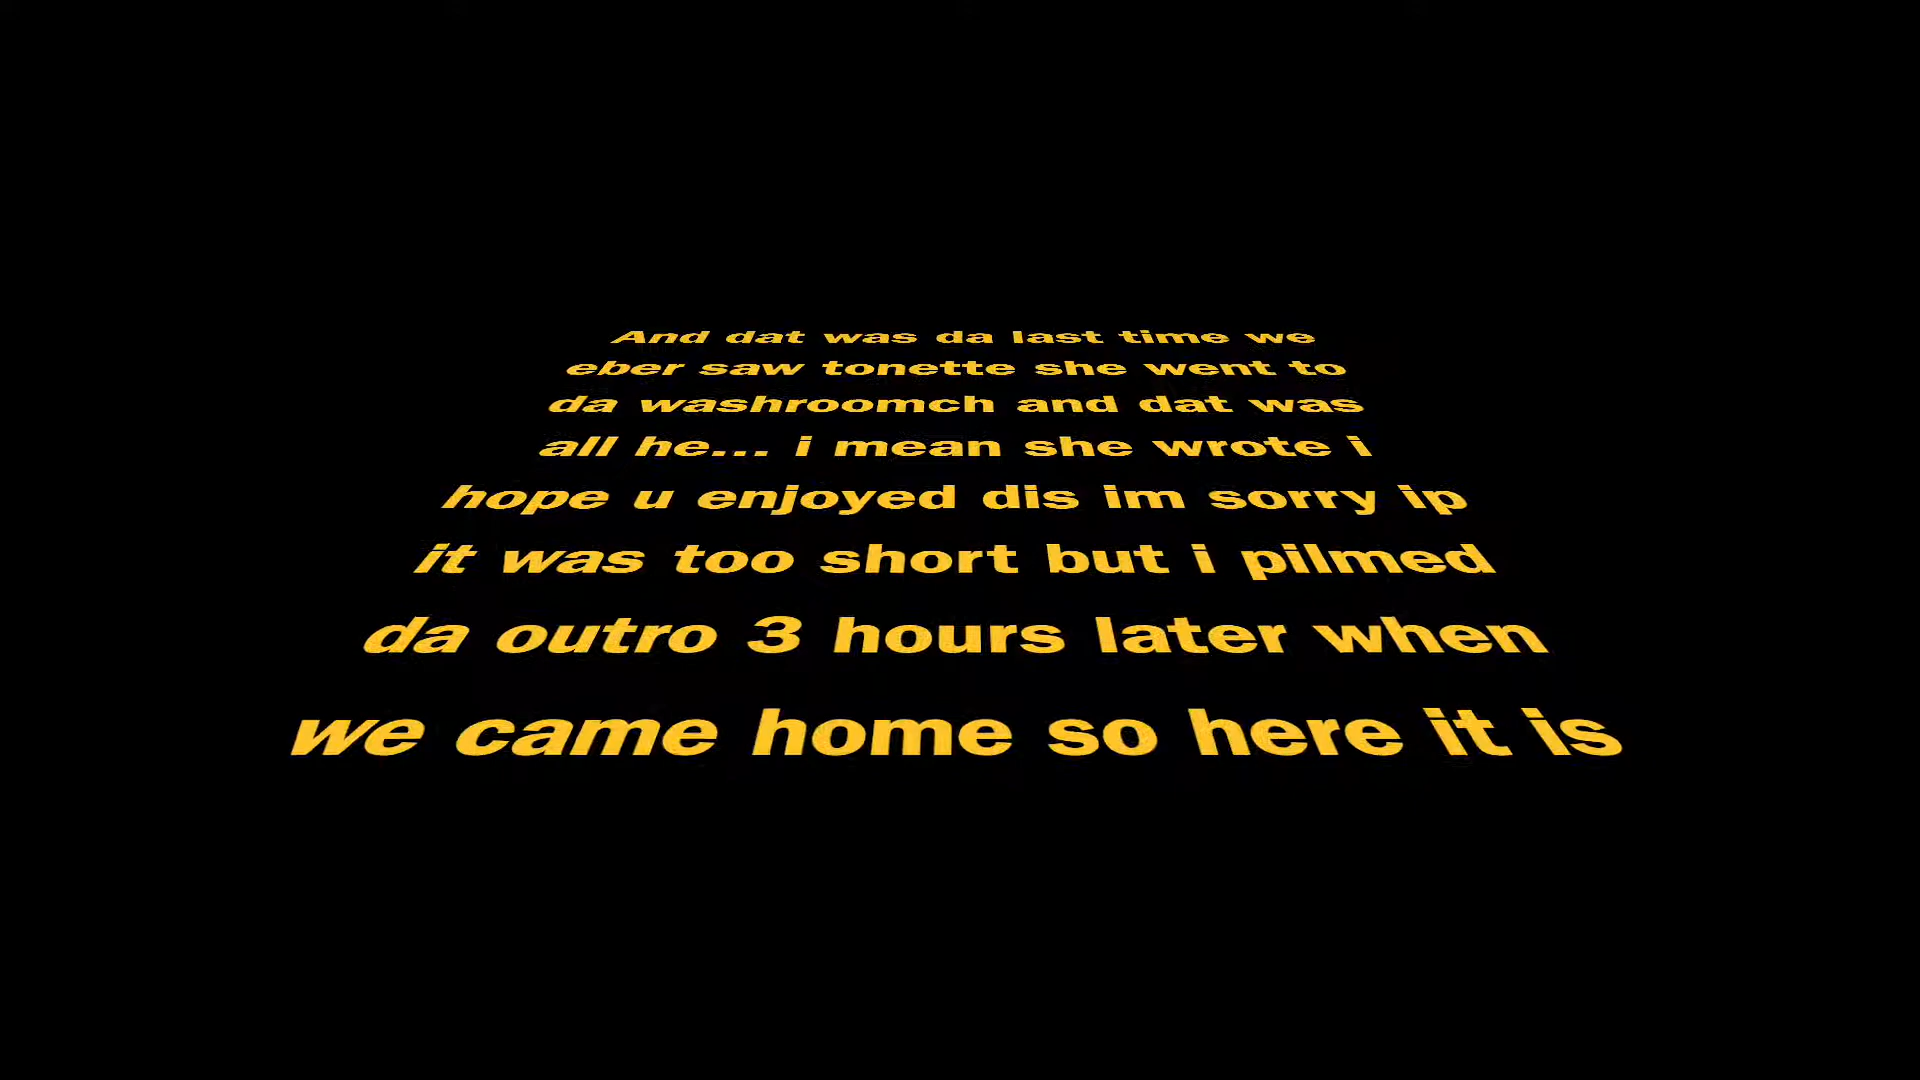 And dat was da last time we
eber saw tonette she went to
da washroomch and dat was
all he... i mean she wrote i
hope u enjoyed dis im sorry ip
it was too short but i pilmed
da outro 3 hours later when
we came home so here it is